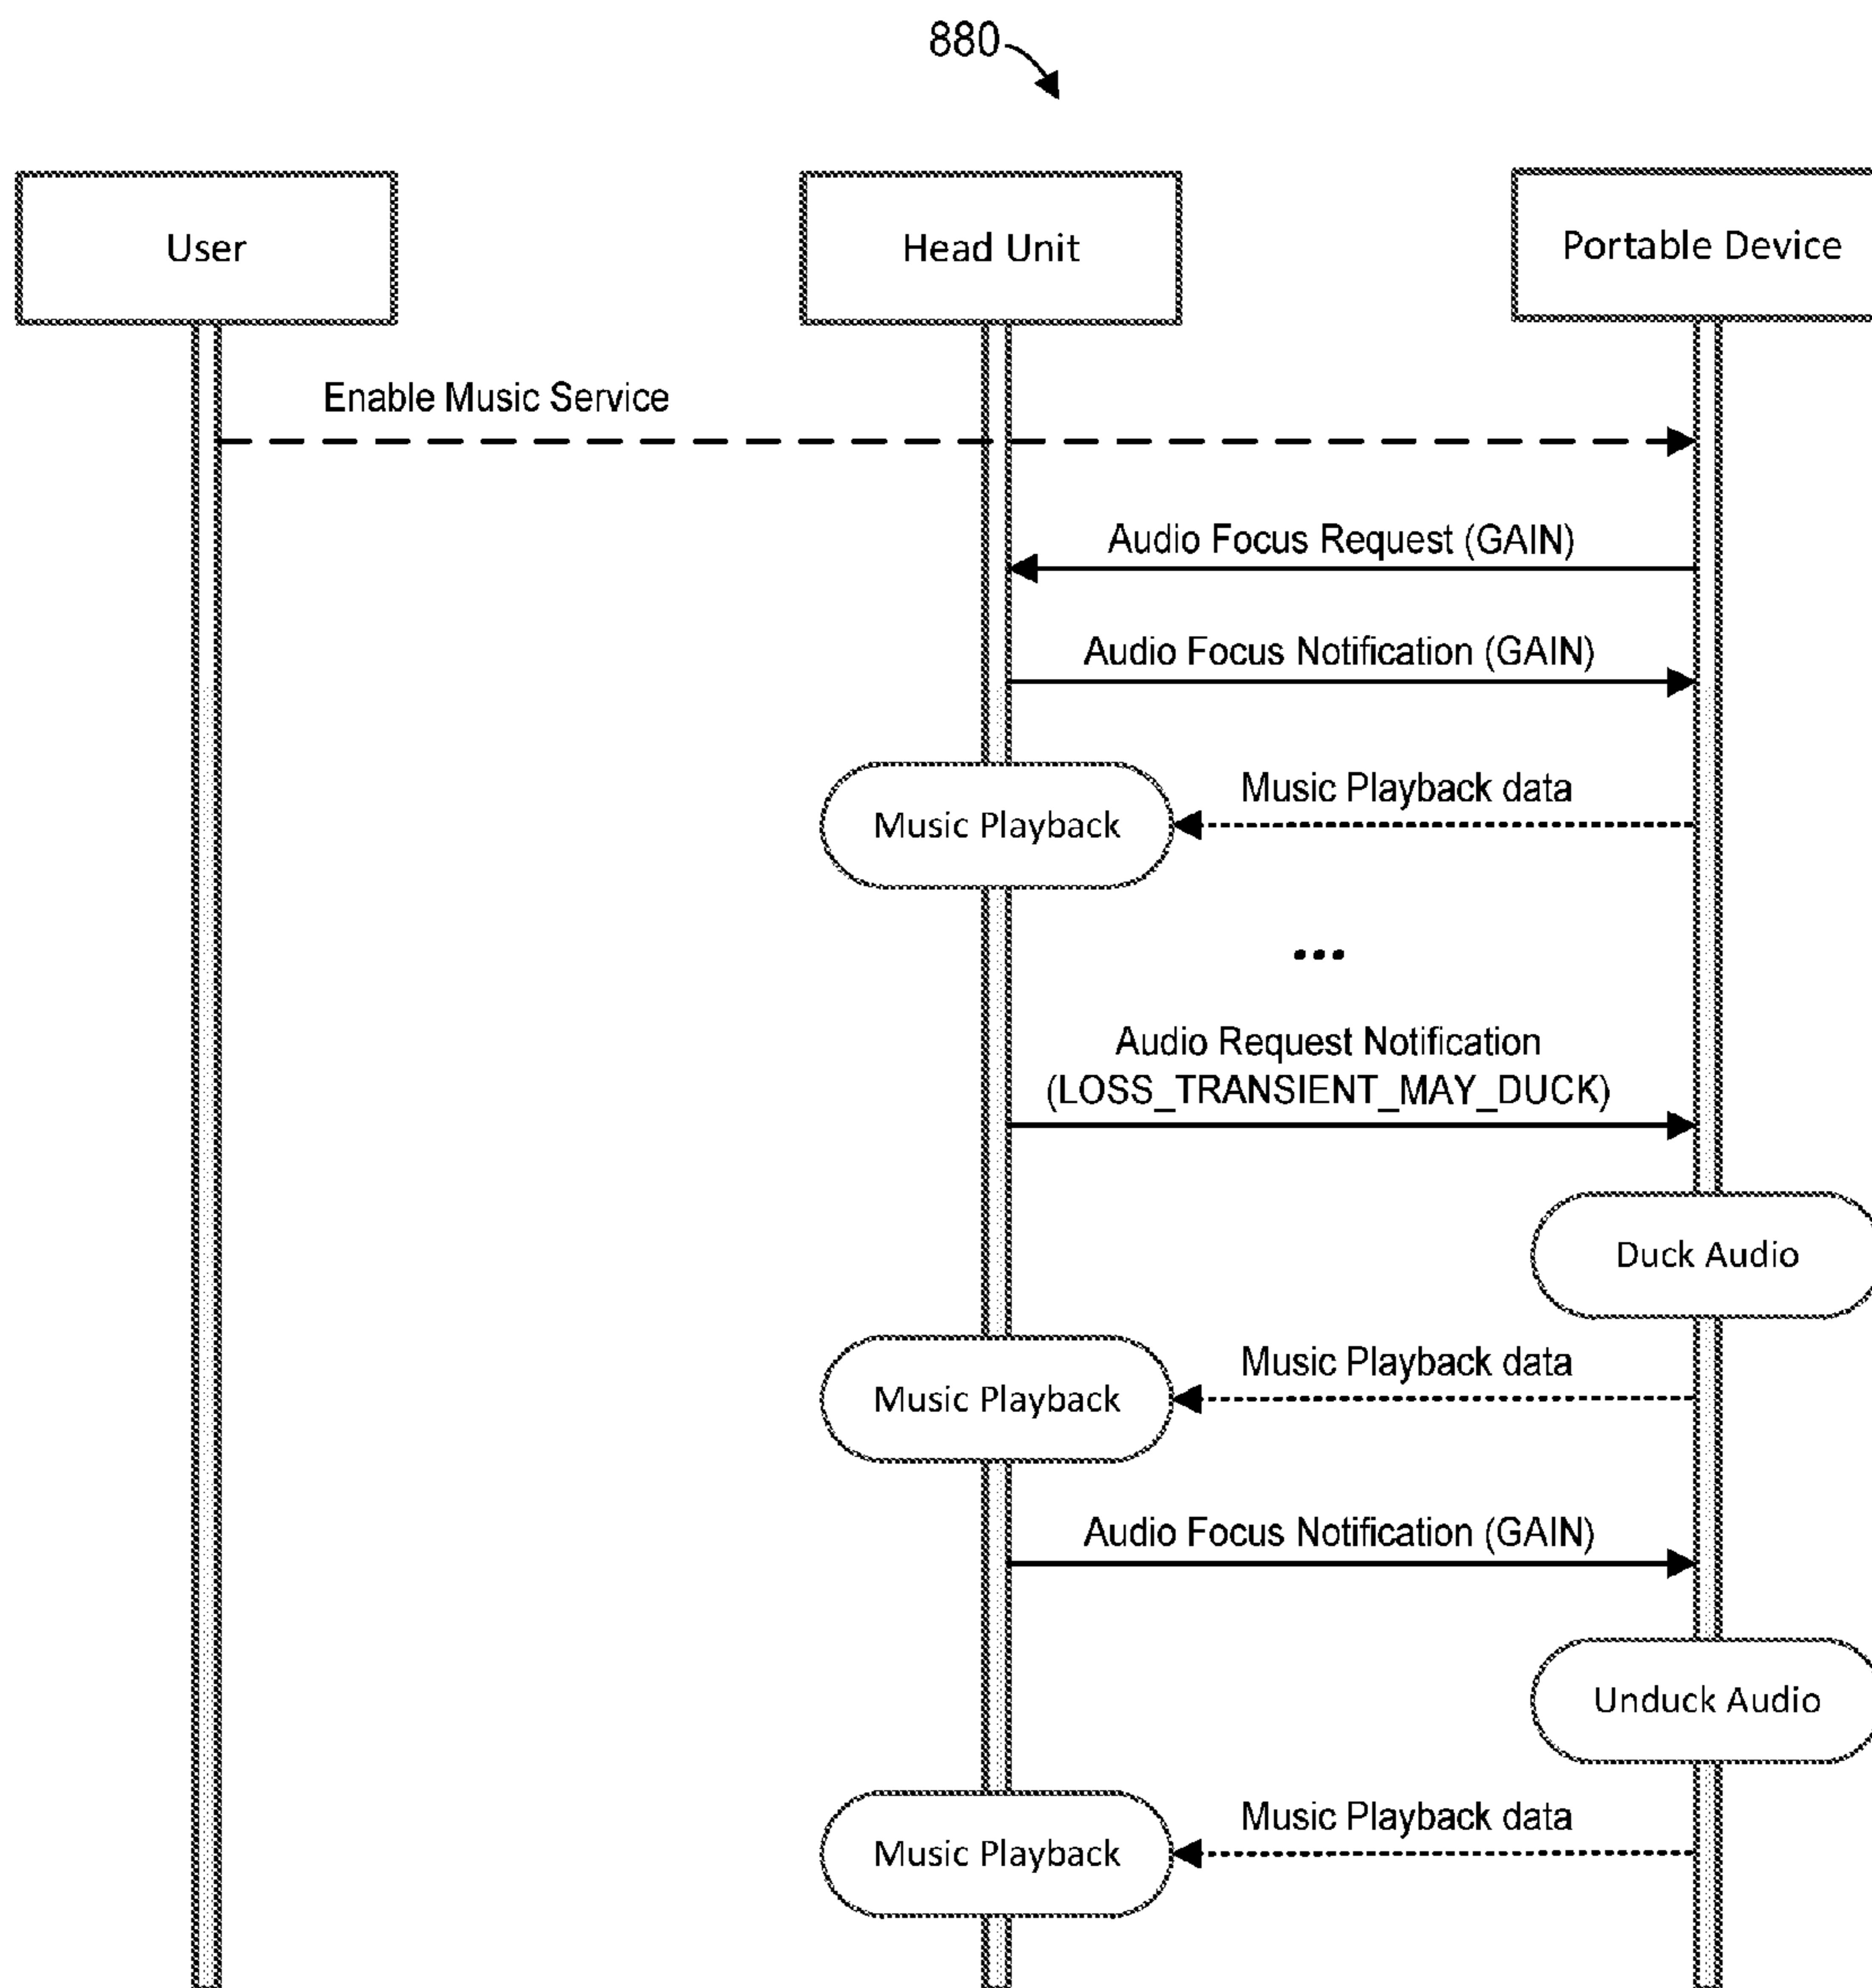 880
User
Head Unit
Portable Device
Enable Music Service
Audio Focus Request (GAIN)
Audio Focus Notification (GAIN)
Music Playback data
Music Playback
...
Audio Request Notification
(LOSS_TRANSIENT_MAY_DUCK)
Duck Audio
Music Playback data
Music Playback
Audio Focus Notification (GAIN)
Unduck Audio
Music Playback data
Music Playback